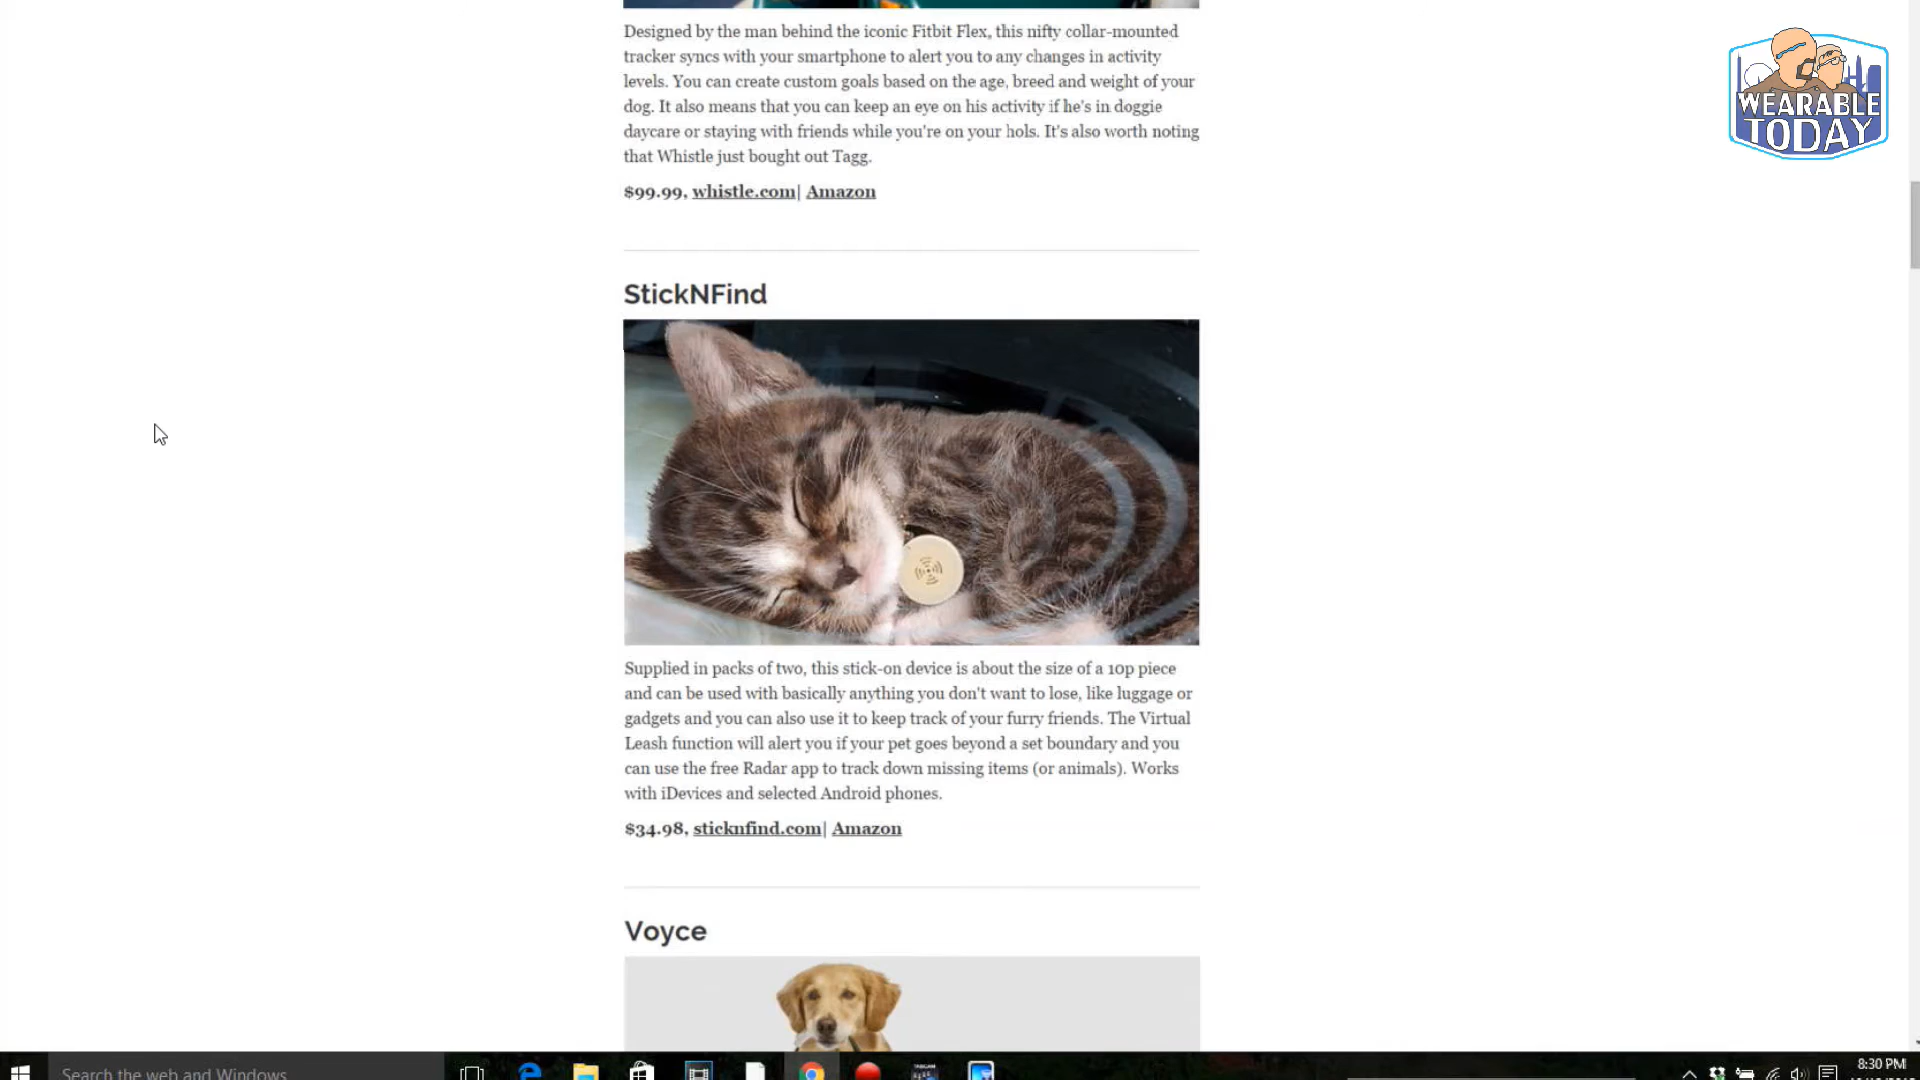 Designed by the man behind the iconic Fitbit Flex, this nifty collar-mounted
tracker syncs with your smartphone to alert you to any changes in activity
levels. You can create custom goals based on the age, breed and weight of your
dog. It also means that you can keep an eye on his activity if he's in doggie
daycare or staying with friends while you're on your hols. It's also worth noting
that Whistle just bought out Tagg.
$99.99, whistle.com| Amazon
WEARABLE
TODAY
StickNFind
Supplied in packs of two, this stick-on device is about the size of a 10p piece
and can be used with basically anything you don't want to lose, like luggage or
gadgets and you can also use it to keep track of your furry friends. The Virtual
Leash function will alert you if your pet goes beyond a set boundary and you
can use the free Radar app to track down missing items (or animals). Works
with iDevices and selected Android phones.
$34.98, sticknfind.com| Amazon
Voyce
Search the web and Windows
8:30 PM